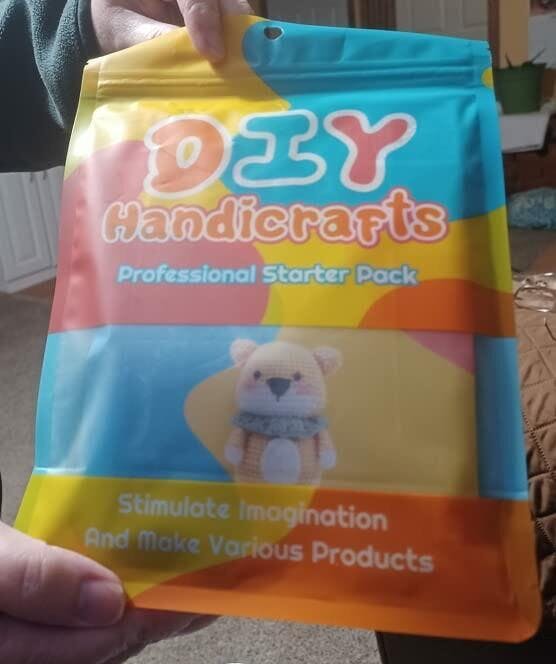 DIY
Handicrafts
Professional Starter Pack
Stimulate Imagination
And Make Various Products